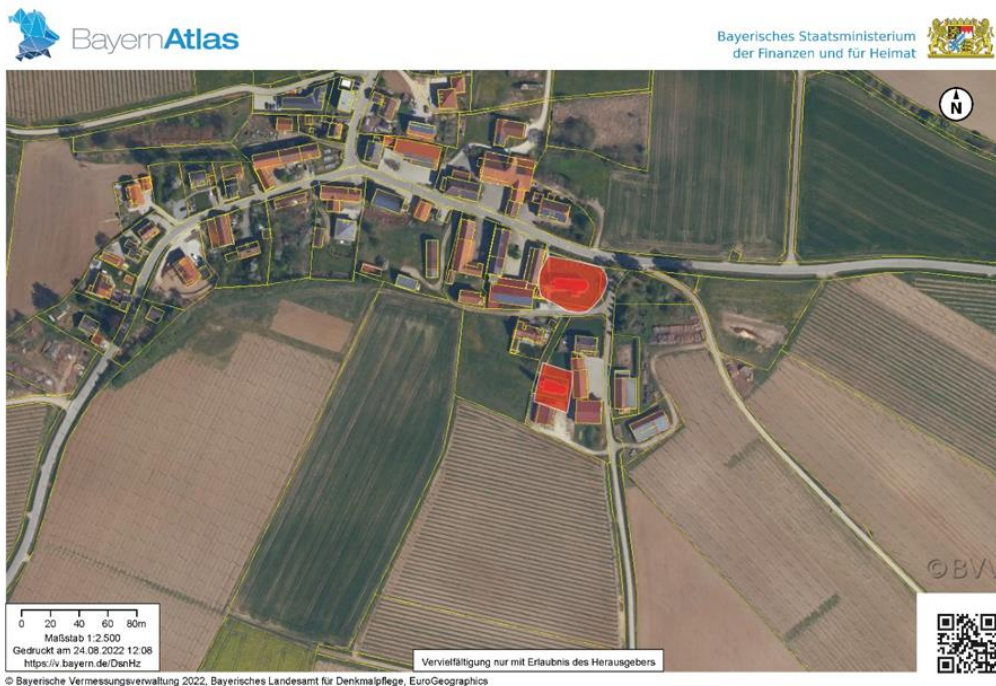 BayernAtlas
Bayerisches Staatsministerium
der Finanzen und für Heimat
N
©BVV
0 20 40 60 80m
Maßstab 1:2.500
Gedruckt am 24.08.2022 12:06
https://v.bayern.de/DsnHz
Vervielfältigung nur mit Erlaubnis des Herausgebers
© Bayerische Vermessungsverwaltung 2022, Bayerisches Landesamt für Denkmalpflege, EuroGeographics